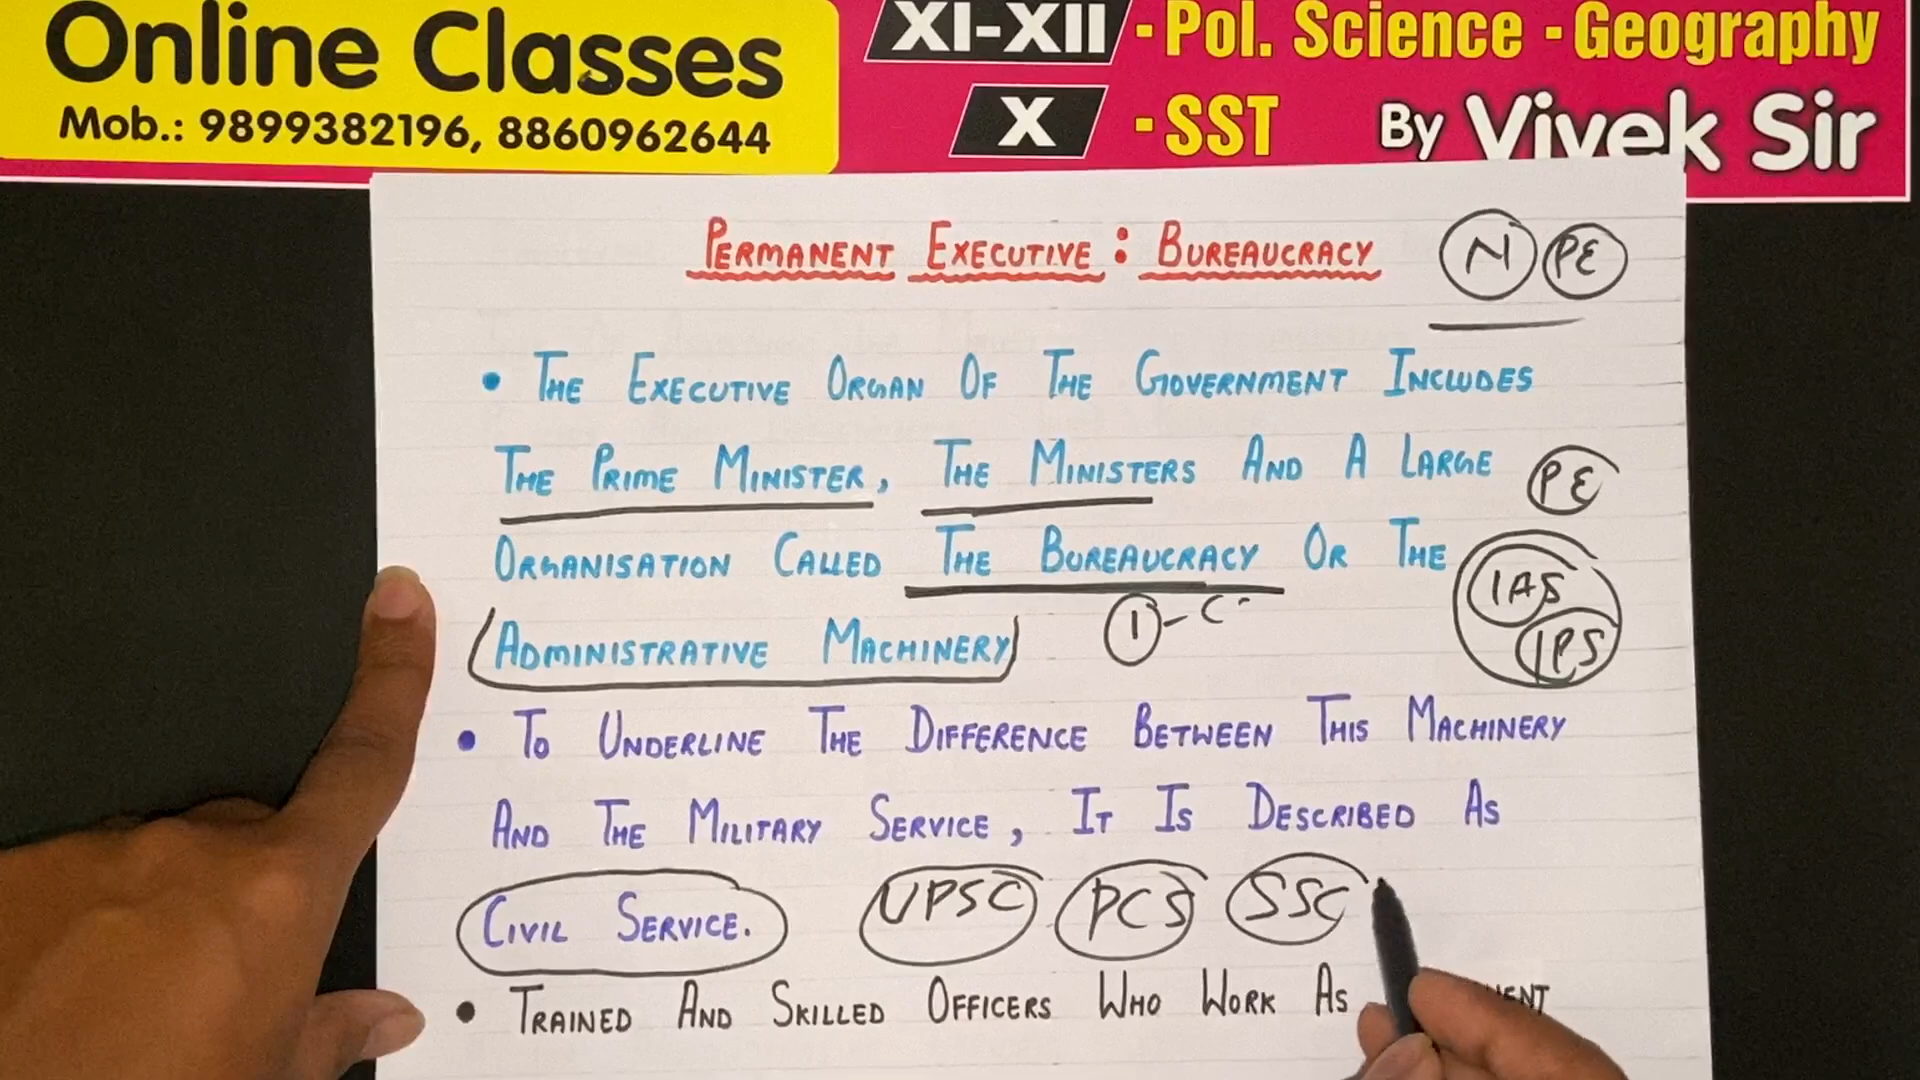 Online Classes
Mob.: 9899382196, 8860962644
XI-XII - Pol. Science - Geography
X - SST By Vivek Sir
PERMANENT EXECUTIVE : BUREAUCRACY N PE
• THE EXECUTIVE ORGAN OF THE GOVERNMENT INCLUDES
THE PRIME MINISTER, THE MINISTERS AND A LARGE PE
ORGANISATION CALLED THE BUREAUCRACY OR THE IAS
ADMINISTRATIVE MACHINERY 1 - C IPS
• TO UNDERLINE THE DIFFERENCE BETWEEN THIS MACHINERY
AND THE MILITARY SERVICE, IT IS DESCRIBED AS
CIVIL SERVICE. UPSC PCS SSC
• TRAINED AND SKILLED OFFICERS WHO WORK AS